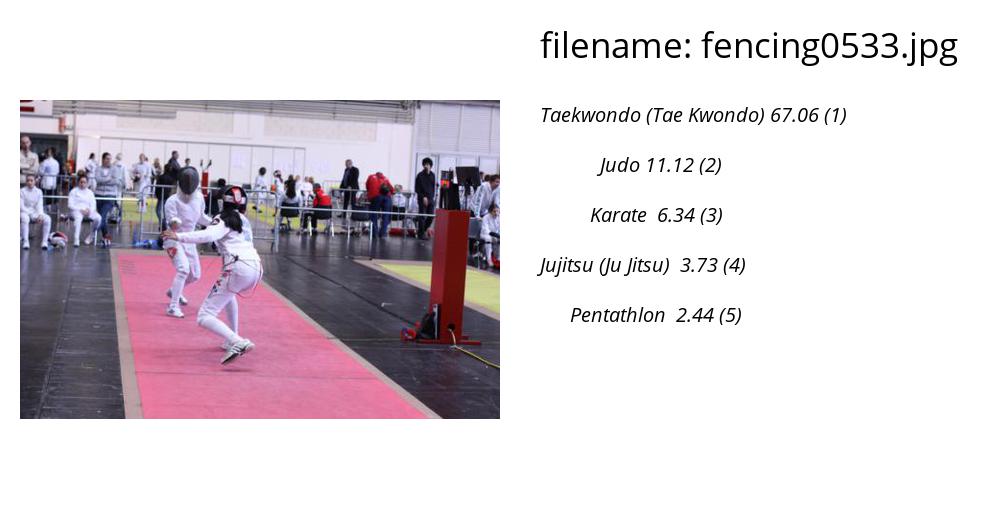 filename: fencing0533.jpg
Taekwondo (Tae Kwondo) 67.06 (1)
Judo 11.12 (2)
Karate 6.34 (3)
Jujitsu (Ju Jitsu) 3.73 (4)
Pentathlon 2.44 (5)